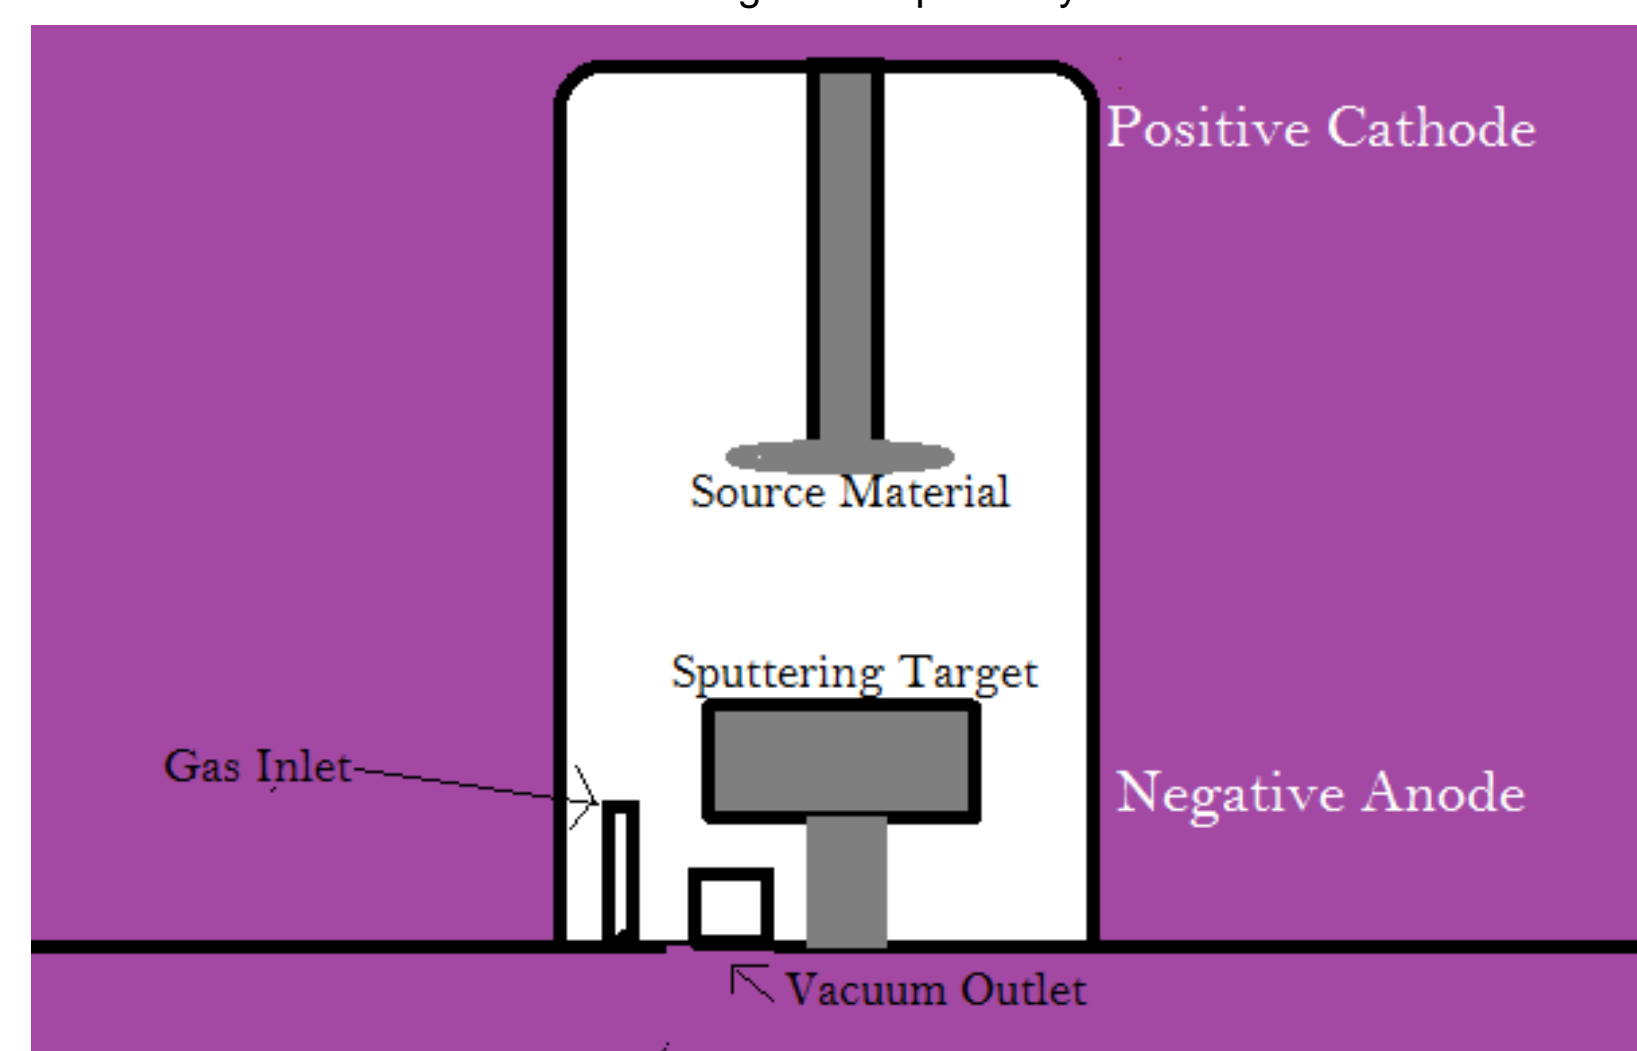 Positive Cathode
Source Material
Sputtering Target
Gas Inlet
Negative Anode
Vacuum Outlet